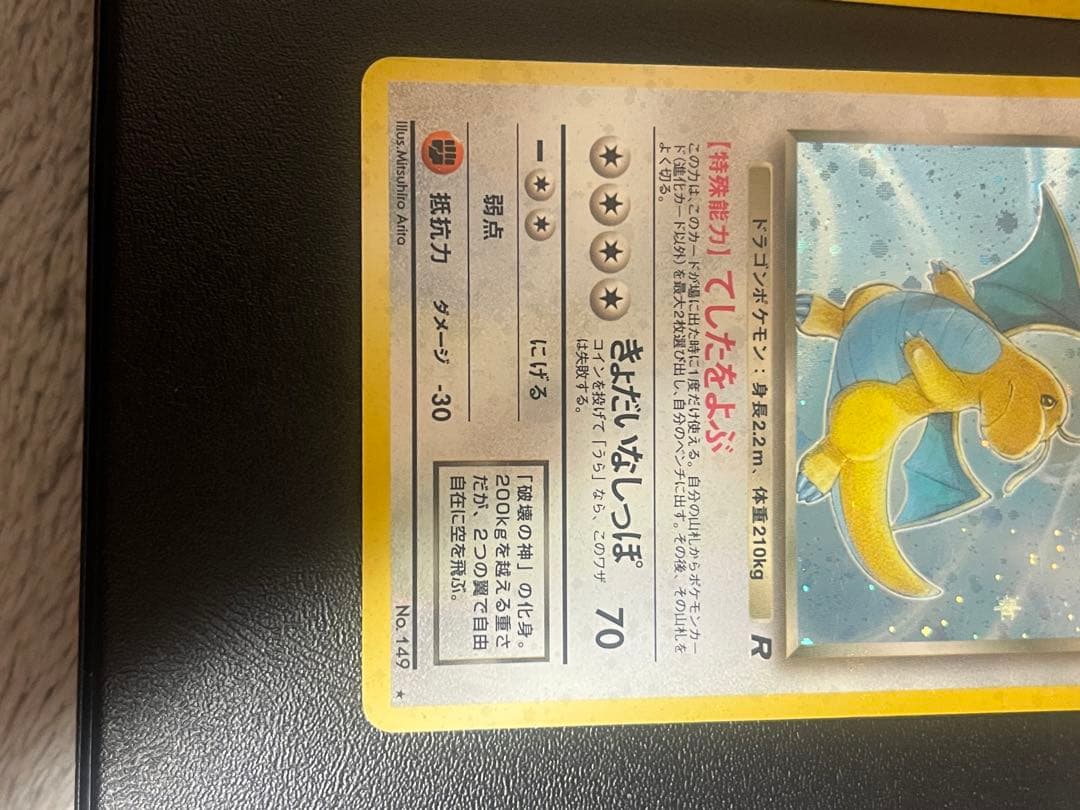 ドラゴンポケモン：身長2.2m、体重210kg
R
【特殊能力】てしたをよぶ
この力は、このカードが場に出た時に1度だけ使える。自分の山札からポケモンカー
ド（進化カード以外）を最大2枚選び出し、自分のベンチに出す。その後、その山札を
よく切る。
きょだいなしっぽ 70
コインを投げて「うら」なら、このワザ
は失敗する。
にげる
弱点
抵抗力 ダメージ -30
「破壊の神」の化身。
200kgを越える重さ
だが、2つの翼で自由
自在に空を飛ぶ。
Illus. Mitsuhiro Arita
No. 149 ★